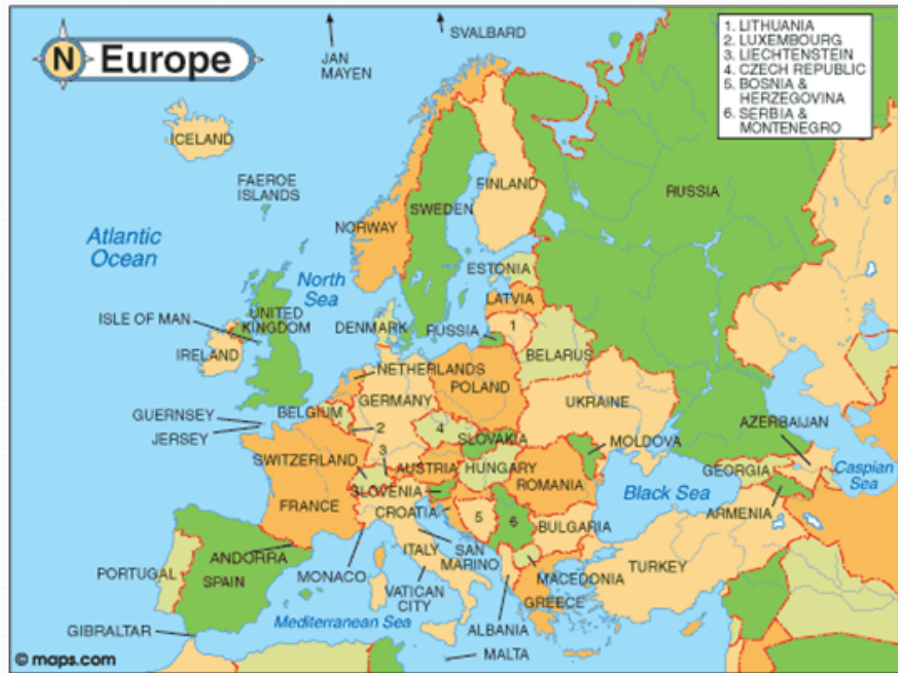 N Europe
JAN
MAYEN
SVALBARD
1. LITHUANIA
2. LUXEMBOURG
3. LIECHTENSTEIN
4. CZECH REPUBLIC
5. BOSNIA &
HERZEGOVINA
6. SERBIA &
MONTENEGRO
ICELAND
FAEROE
ISLANDS
Atlantic
Ocean
North
Sea
NORWAY
SWEDEN
FINLAND
RUSSIA
ESTONIA
LATVIA
1
RUSSIA
BELARUS
DENMARK
ISLE OF MAN
UNITED
KINGDOM
IRELAND
NETHERLANDS
POLAND
GERMANY
BELGIUM
GUERNSEY
JERSEY
2
4
UKRAINE
SLOVAKIA
MOLDOVA
AZERBAIJAN
SWITZERLAND
3
AUSTRIA
HUNGARY
ROMANIA
GEORGIA
Caspian
Sea
SLOVENIA
FRANCE
CROATIA
5
6
BULGARIA
Black Sea
ARMENIA
ANDORRA
SPAIN
PORTUGAL
MONACO
ITALY
SAN
MARINO
VATICAN
CITY
MACEDONIA
TURKEY
GREECE
Mediterranean Sea
ALBANIA
GIBRALTAR
MALTA
© maps.com